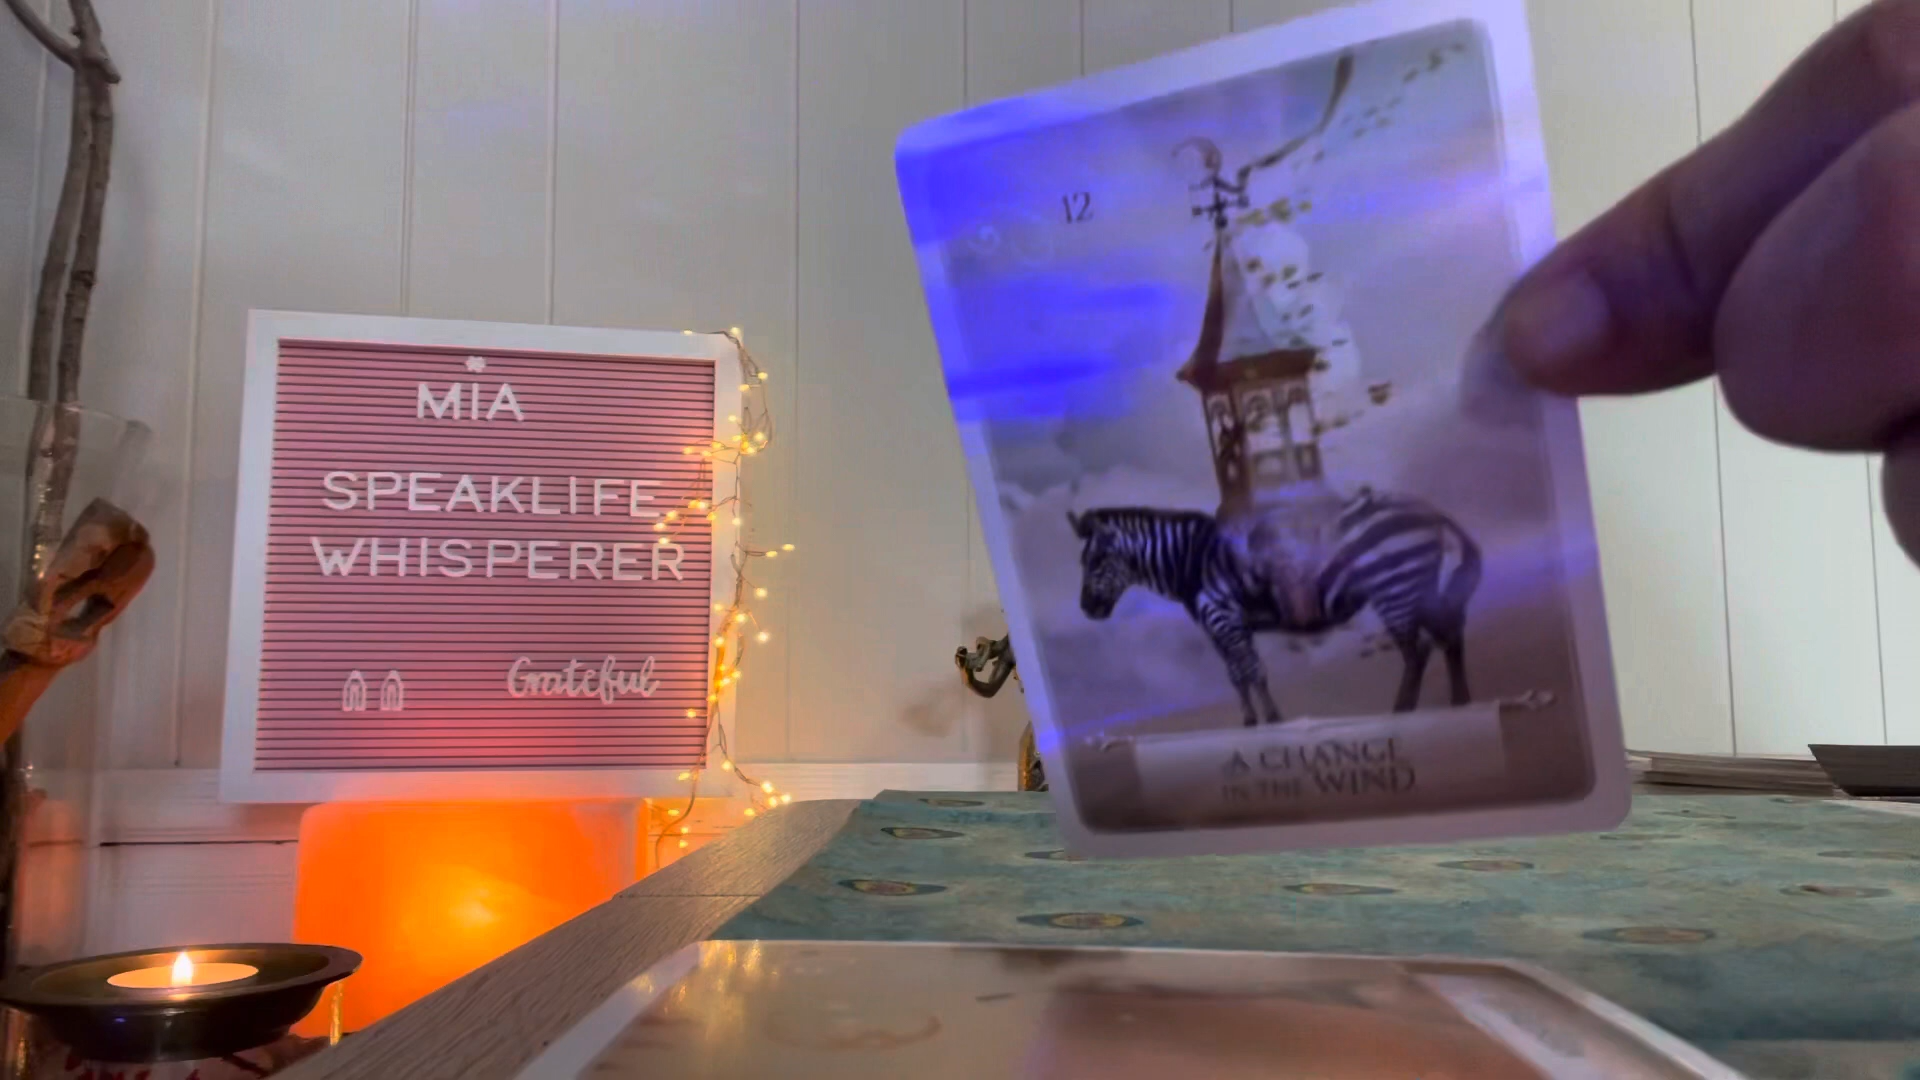 MIA
SPEAKLIFE
WHISPERER
Grateful
12
A CHANGE
IN THE WIND